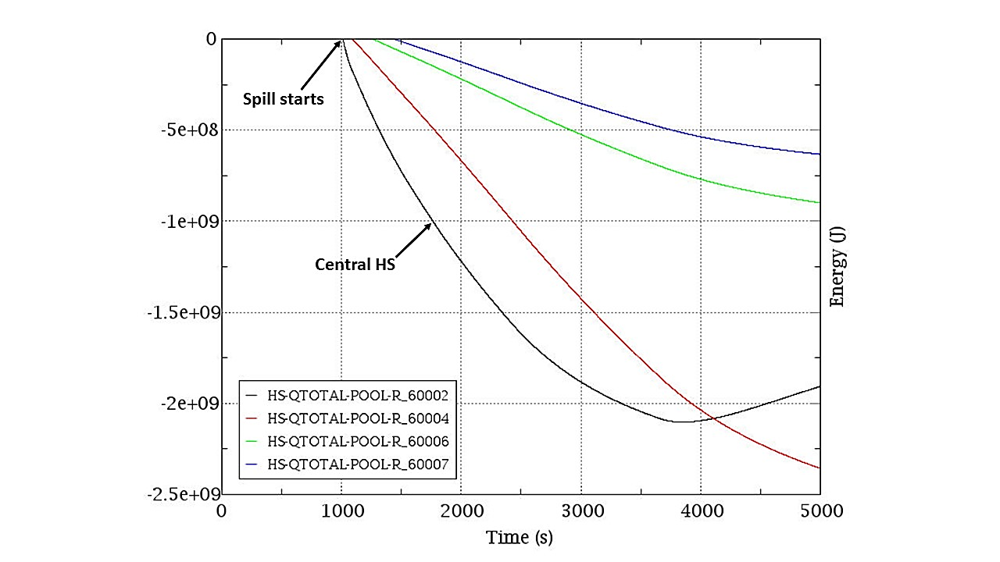 0
Spill starts
-5e+08
-1e+09
Central HS
Energy (J)
-1.5e+09
HS-QTOTAL-POOL-R_60002
-2e+09
HS-QTOTAL-POOL-R_60004
HS-QTOTAL-POOL-R_60006
HS-QTOTAL-POOL-R_60007
-2.5e+09
0 1000 2000 3000 4000 5000
Time (s)